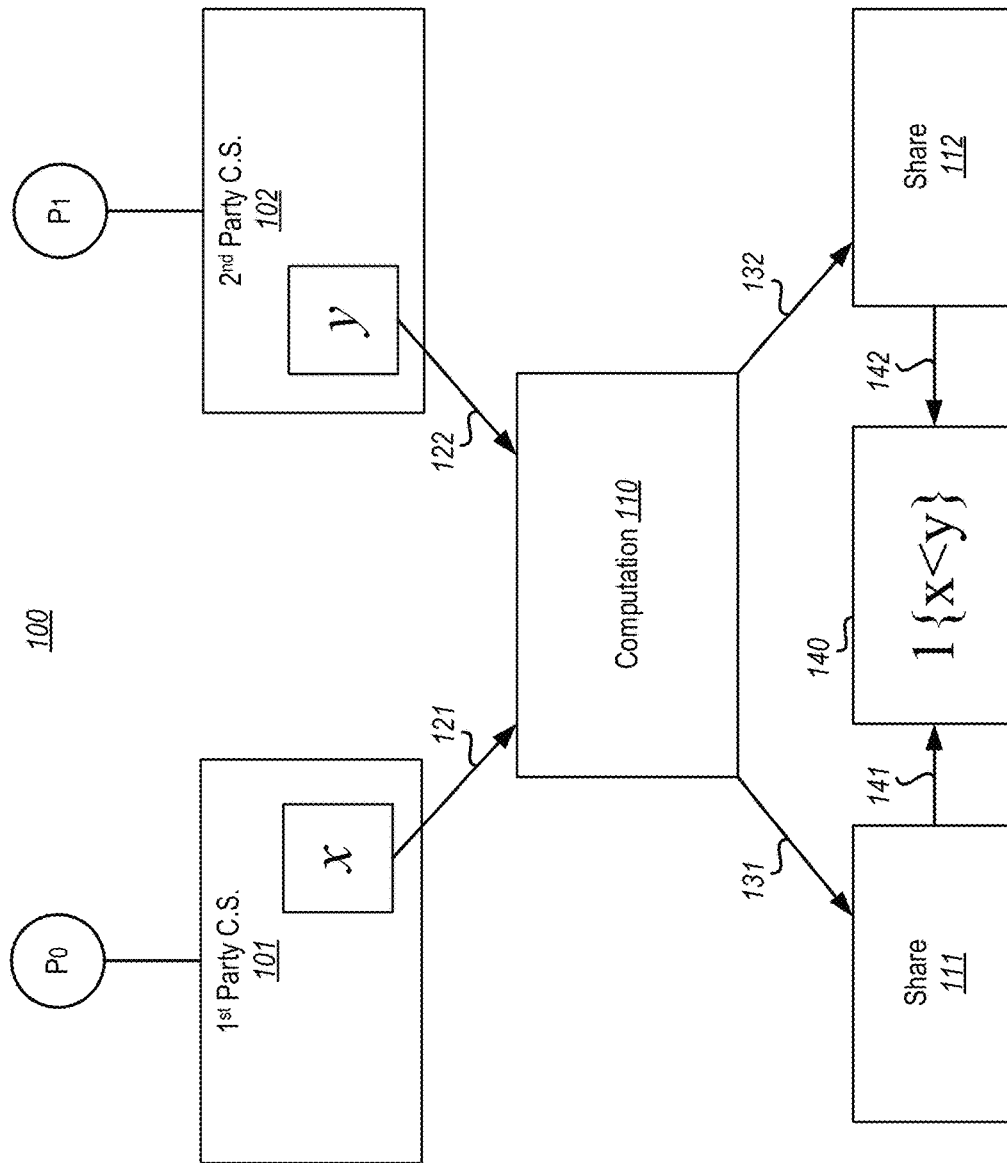 100
P0
P1
1st Party C.S.
101
2nd Party C.S.
102
x
y
121
122
Computation 110
131
132
Share
111
140
Share
112
141
1{x<y}
142